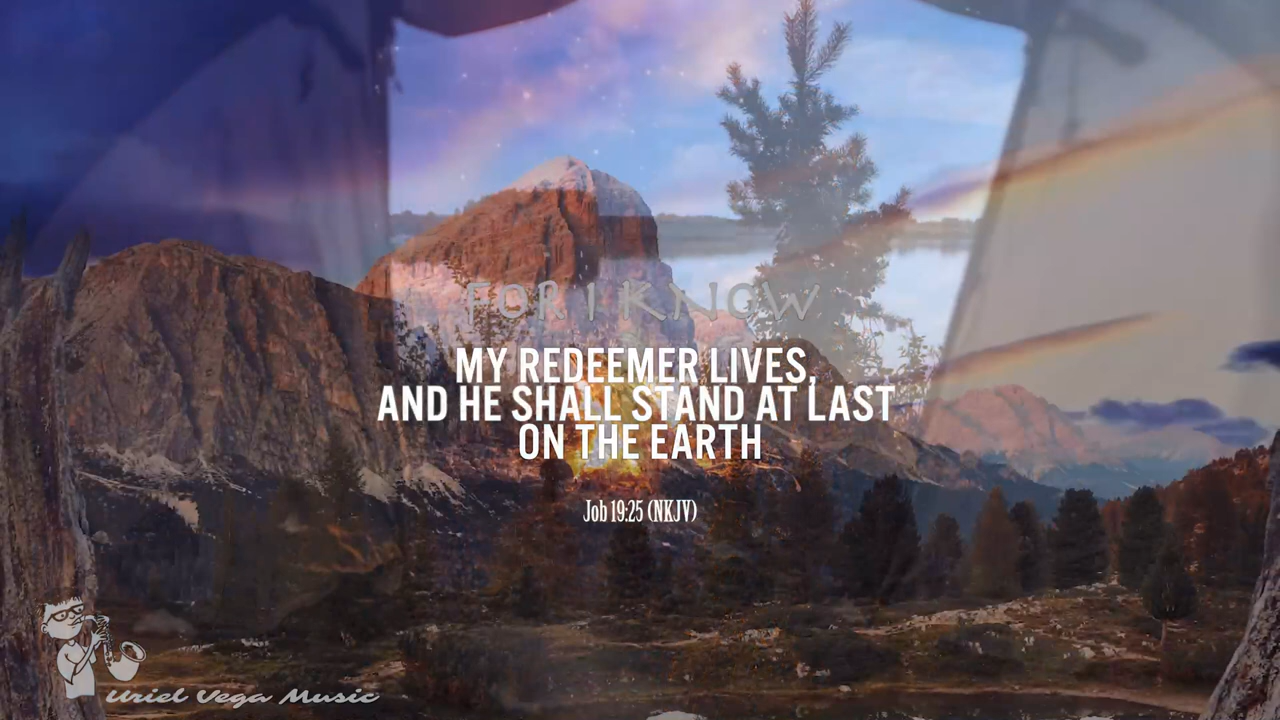 FOR I KNOW
MY REDEEMER LIVES,
AND HE SHALL STAND AT LAST
ON THE EARTH
Job 19:25 (NKJV)
Uriel Vega Music